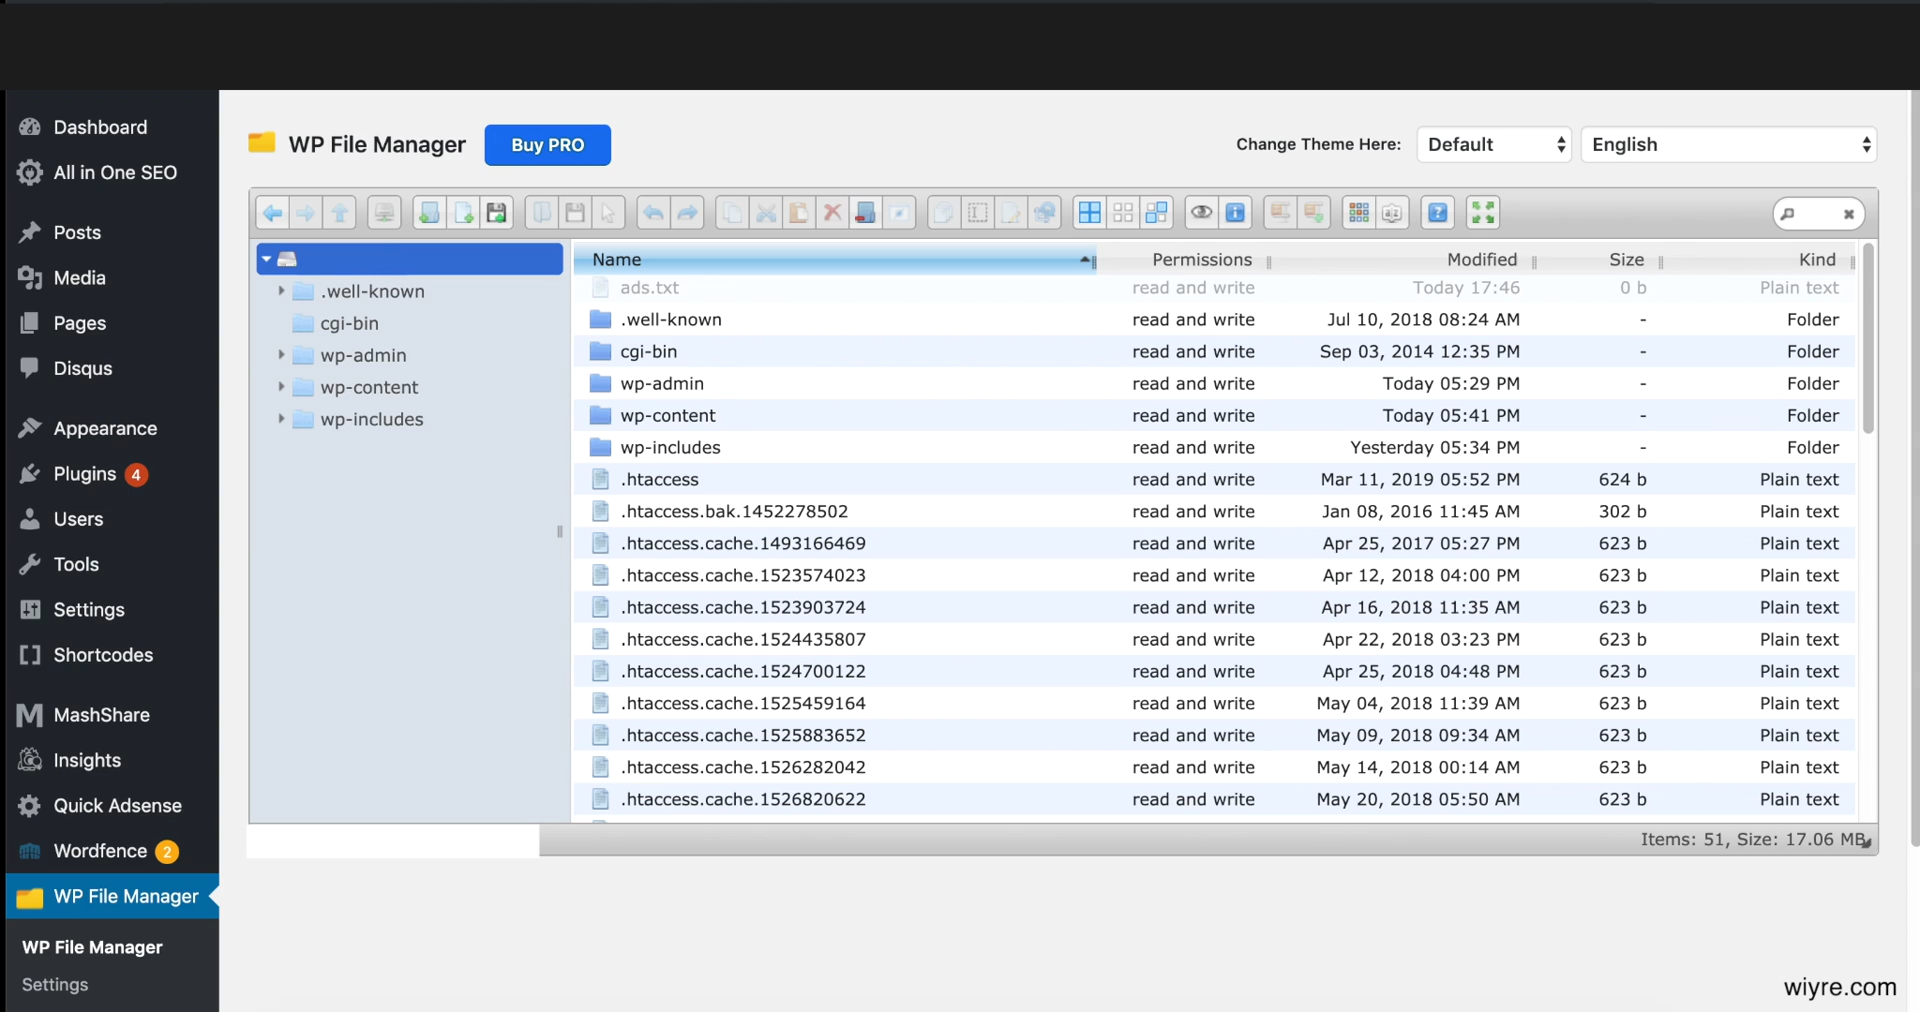 Dashboard
All in One SEO
Posts
Media
Pages
Disqus
Appearance
Plugins 4
Users
Tools
Settings
Shortcodes
MashShare
Insights
Quick Adsense
Wordfence 2
WP File Manager
WP File Manager
Settings
WP File Manager Buy PRO Change Theme Here: Default English
.well-known
cgi-bin
wp-admin
wp-content
wp-includes
Name Permissions Modified Size Kind
ads.txt read and write Today 17:46 0 b Plain text
.well-known read and write Jul 10, 2018 08:24 AM - Folder
cgi-bin read and write Sep 03, 2014 12:35 PM - Folder
wp-admin read and write Today 05:29 PM - Folder
wp-content read and write Today 05:41 PM - Folder
wp-includes read and write Yesterday 05:34 PM - Folder
.htaccess read and write Mar 11, 2019 05:52 PM 624 b Plain text
.htaccess.bak.1452278502 read and write Jan 08, 2016 11:45 AM 302 b Plain text
.htaccess.cache.1493166469 read and write Apr 25, 2017 05:27 PM 623 b Plain text
.htaccess.cache.1523574023 read and write Apr 12, 2018 04:00 PM 623 b Plain text
.htaccess.cache.1523903724 read and write Apr 16, 2018 11:35 AM 623 b Plain text
.htaccess.cache.1524435807 read and write Apr 22, 2018 03:23 PM 623 b Plain text
.htaccess.cache.1524700122 read and write Apr 25, 2018 04:48 PM 623 b Plain text
.htaccess.cache.1525459164 read and write May 04, 2018 11:39 AM 623 b Plain text
.htaccess.cache.1525883652 read and write May 09, 2018 09:34 AM 623 b Plain text
.htaccess.cache.1526282042 read and write May 14, 2018 00:14 AM 623 b Plain text
.htaccess.cache.1526820622 read and write May 20, 2018 05:50 AM 623 b Plain text
Items: 51, Size: 17.06 MB
wiyre.com